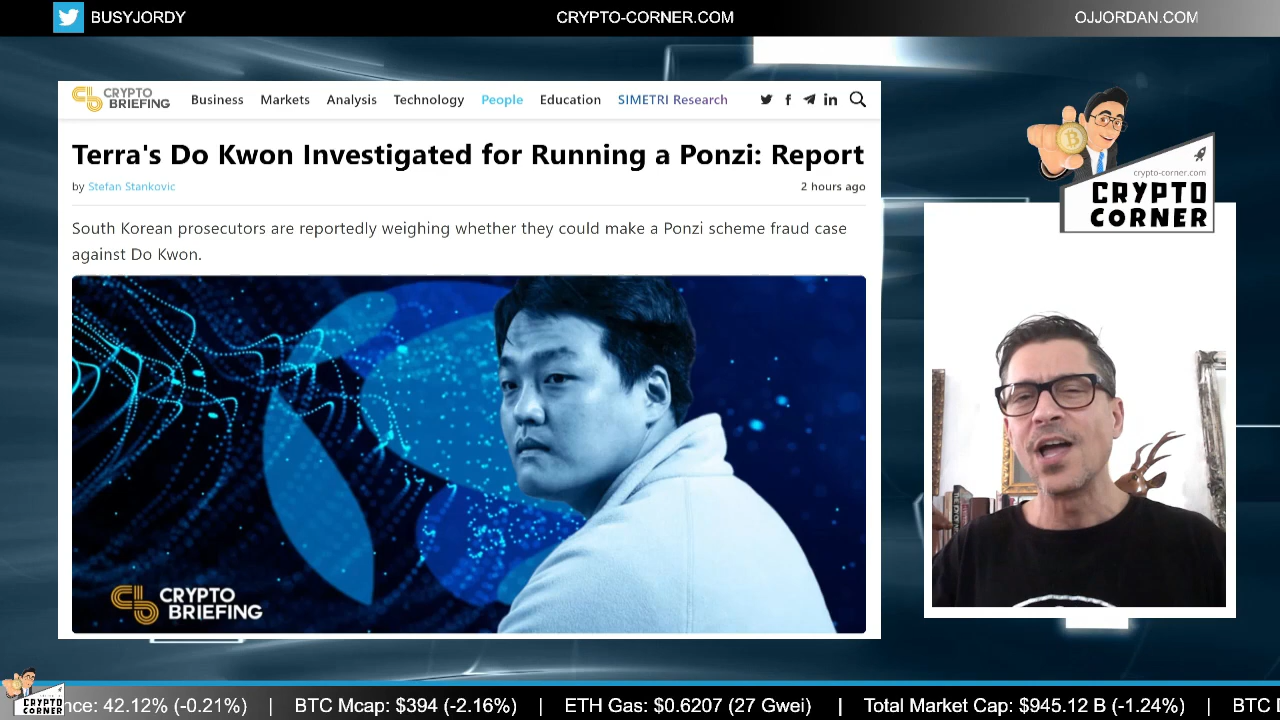 BUSYJORDY
CRYPTO-CORNER.COM
OJJORDAN.COM
CRYPTO
BRIEFING
Business Markets Analysis Technology People Education SIMETRI Research
Terra's Do Kwon Investigated for Running a Ponzi: Report
by Stefan Stankovic
2 hours ago
South Korean prosecutors are reportedly weighing whether they could make a Ponzi scheme fraud case
against Do Kwon.
CRYPTO
BRIEFING
crypto-corner.com
CRYPTO
CORNER
CRYPTO
CORNER
nce: 42.12% (-0.21%) | BTC Mcap: $394 (-2.16%) | ETH Gas: $0.6207 (27 Gwei) | Total Market Cap: $945.12 B (-1.24%) | BTC